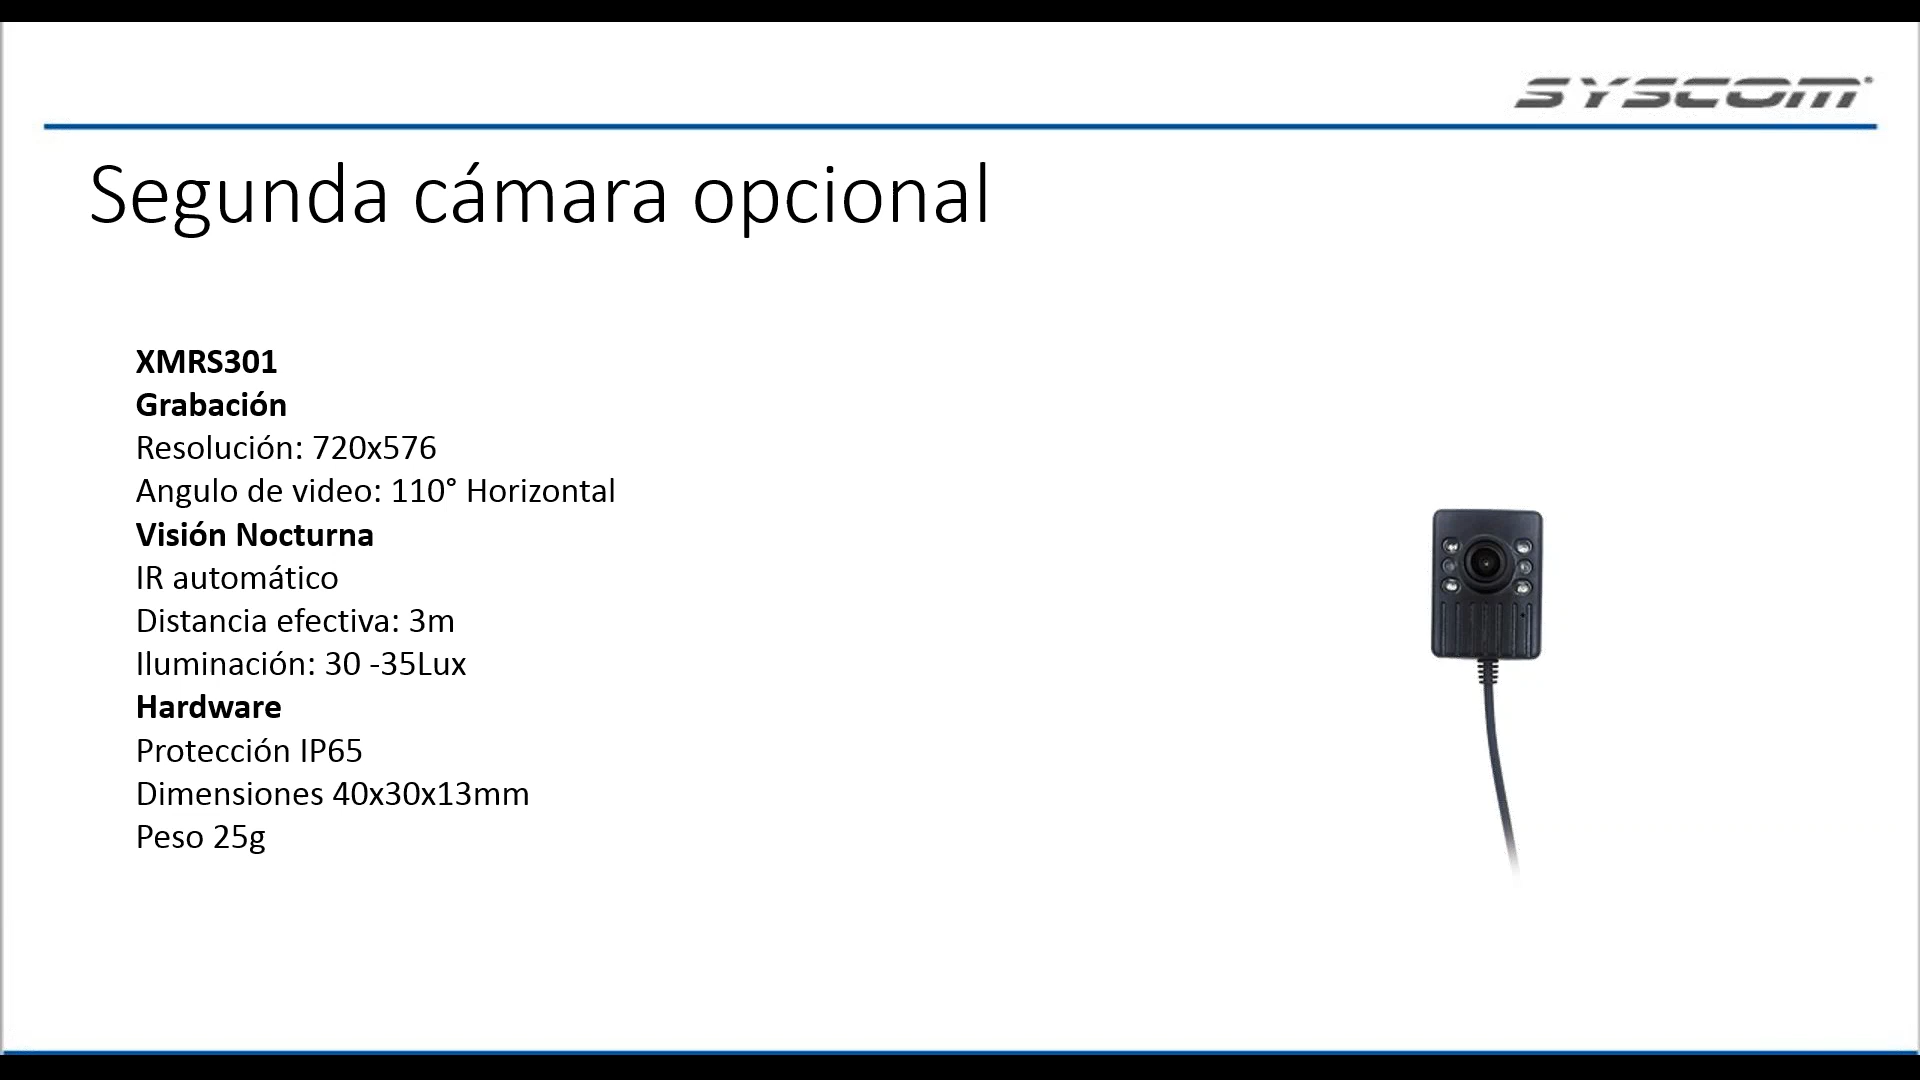 SYSCOM®
Segunda cámara opcional
XMRS301
Grabación
Resolución: 720x576
Angulo de video: 110° Horizontal
Visión Nocturna
IR automático
Distancia efectiva: 3m
Iluminación: 30 -35Lux
Hardware
Protección IP65
Dimensiones 40x30x13mm
Peso 25g